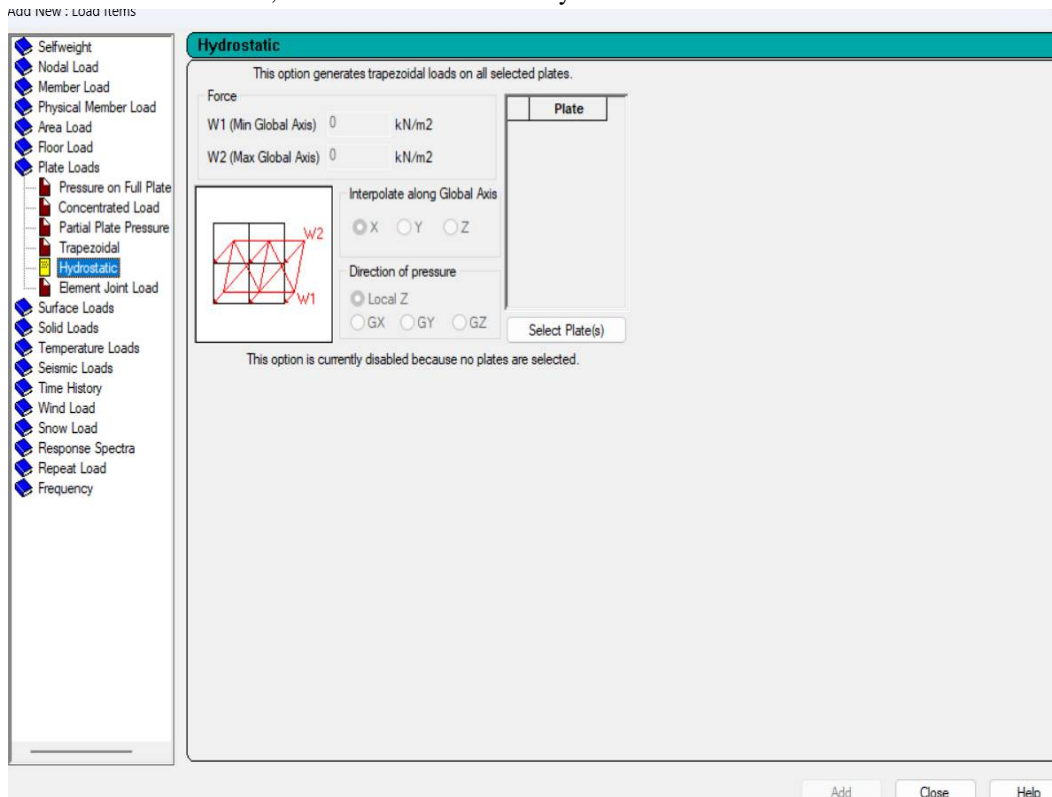 Add New : Load Items
Selfweight
Nodal Load
Member Load
Physical Member Load
Area Load
Floor Load
Plate Loads
Pressure on Full Plate
Concentrated Load
Partial Plate Pressure
Trapezoidal
Hydrostatic
Element Joint Load
Surface Loads
Solid Loads
Temperature Loads
Seismic Loads
Time History
Wind Load
Snow Load
Response Spectra
Repeat Load
Frequency
Hydrostatic
This option generates trapezoidal loads on all selected plates.
Force
W1 (Min Global Axis) 0 kN/m2
W2 (Max Global Axis) 0 kN/m2
W2
W1
Interpolate along Global Axis
X Y Z
Direction of pressure
Local Z
GX GY GZ
Plate
Select Plate(s)
This option is currently disabled because no plates are selected.
Add Close Help